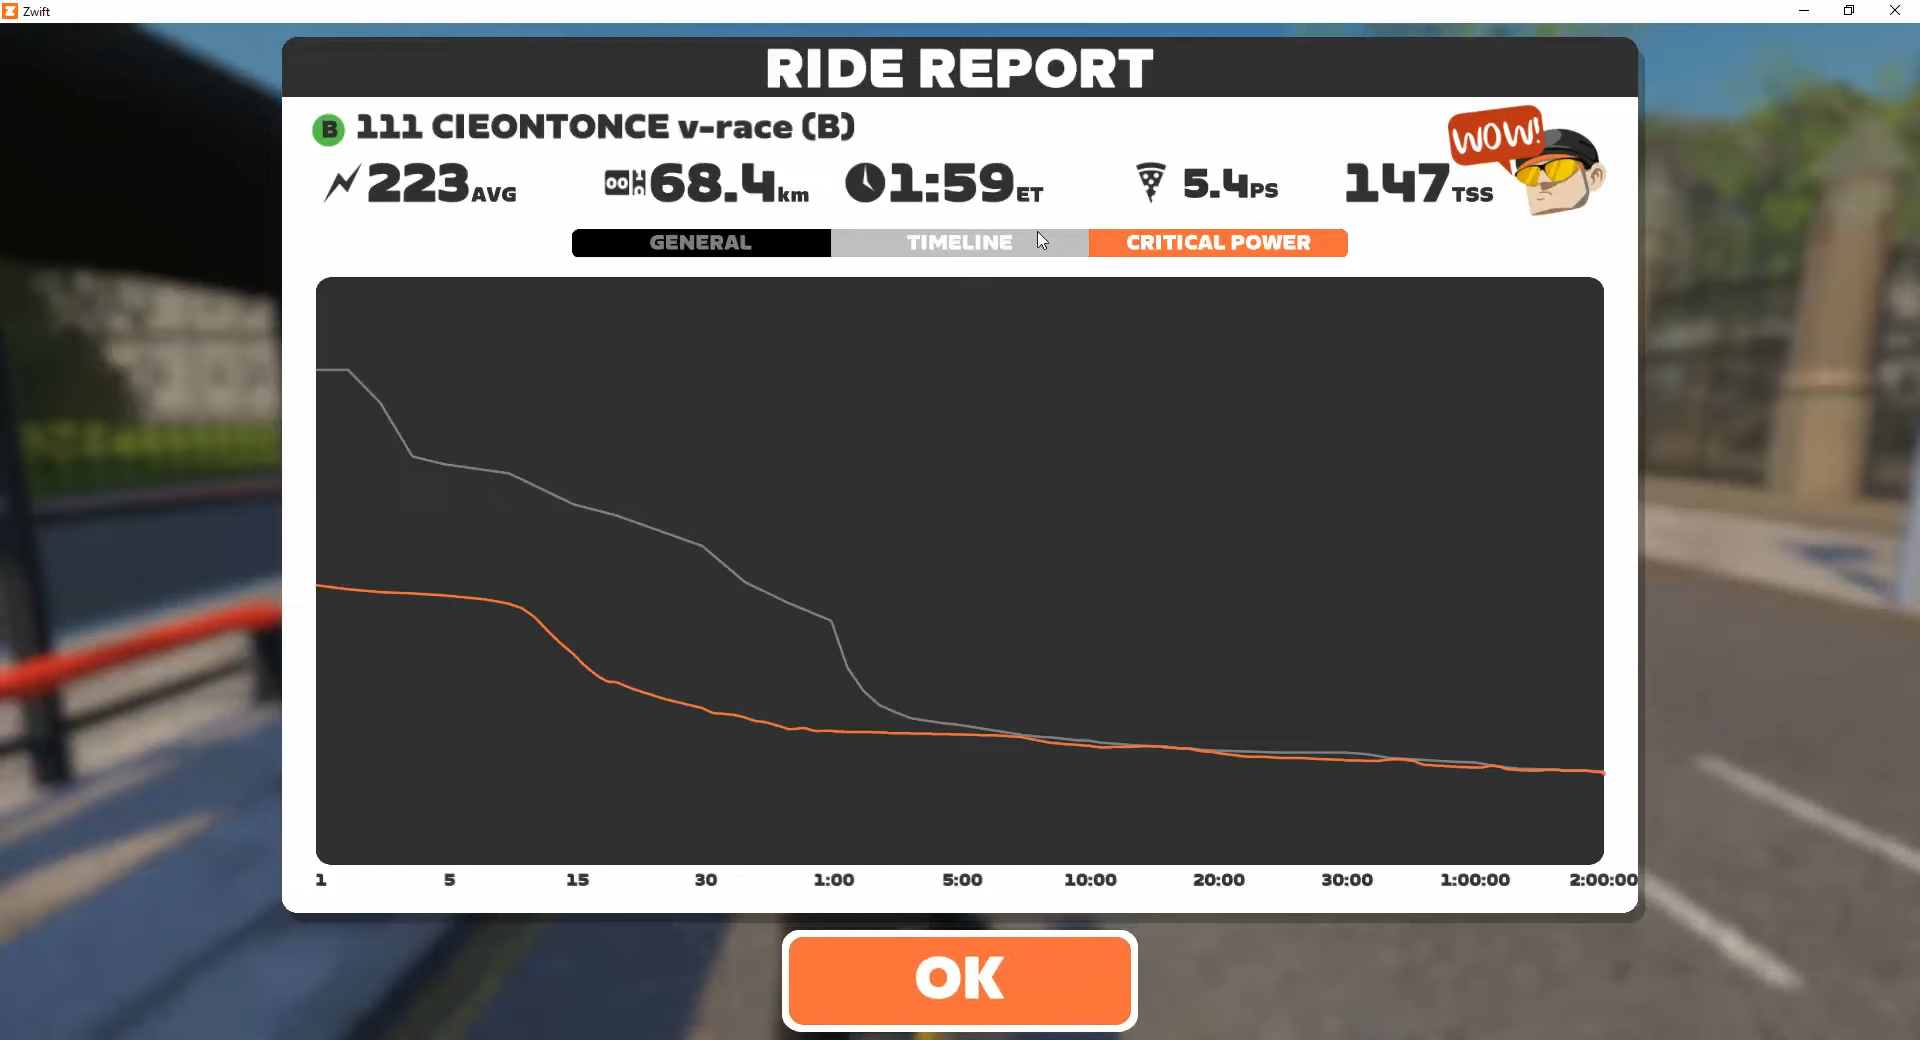 Zwift
RIDE REPORT
B 111 CIEONTONCE v-race (B)
WOW!
223AVG 68.4km 1:59ET 5.4PS 147TSS
GENERAL TIMELINE CRITICAL POWER
1 5 15 30 1:00 5:00 10:00 20:00 30:00 1:00:00 2:00:00
OK